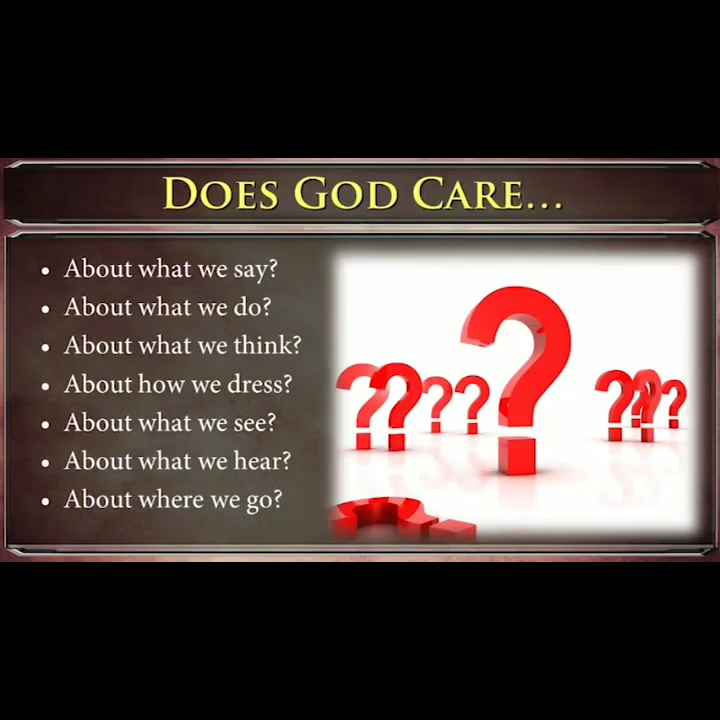 Does God Care...
• About what we say?
• About what we do?
• About what we think?
• About how we dress?
• About what we see?
• About what we hear?
• About where we go?